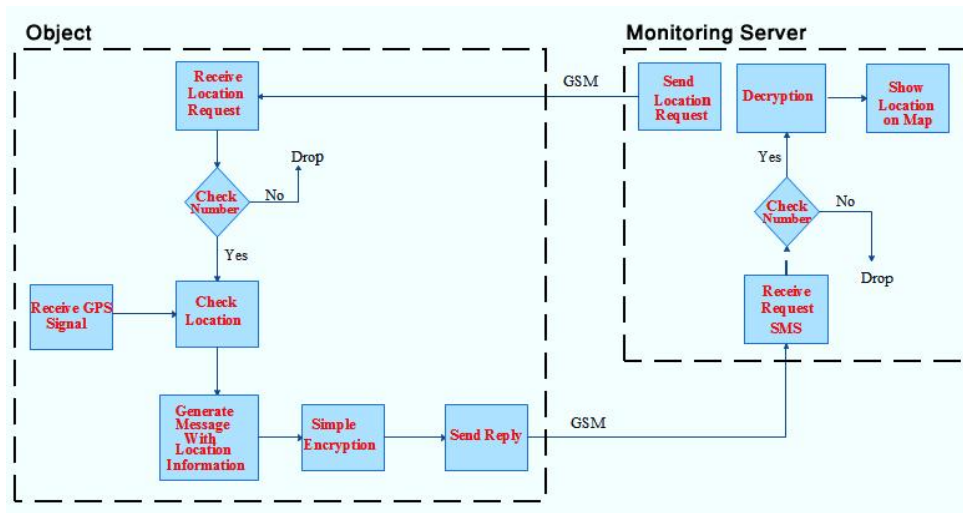 Object
Monitoring Server
Receive
Location
Request
GSM
Send
Location
Request
Decryption
Show
Location
on Map
Drop
Yes
Check
Number
No
Check
Number
No
Yes
Drop
Receive GPS
Signal
Check
Location
Receive
Request
SMS
Generate
Message
With
Location
Information
Simple
Encryption
Send Reply
GSM